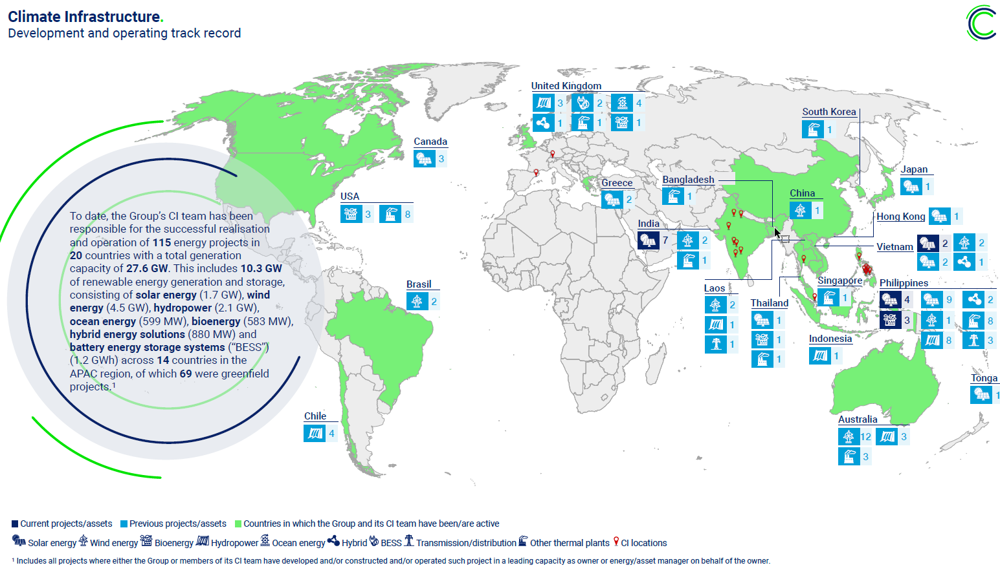 Climate Infrastructure.
Development and operating track record
To date, the Group's CI team has been
responsible for the successful realisation
and operation of 115 energy projects in
20 countries with a total generation
capacity of 27.6 GW. This includes 10.3 GW
of renewable energy generation and storage,
consisting of solar energy (1.7 GW), wind
energy (4.5 GW), hydropower (2.1 GW),
ocean energy (599 MW), bioenergy (583 MW),
hybrid energy solutions (880 MW) and
battery energy storage systems ("BESS")
(1.2 GWh) across 14 countries in the
APAC region, of which 69 were greenfield
projects.¹
Canada
3
USA
3 8
Brasil
2
Chile
4
United Kingdom
3 2 4
1 1 1
Greece
2
Bangladesh
1
India
7 2
1
South Korea
1
Japan
1
China
1
Hong Kong 1
Vietnam 2 2
2 1
Laos
2
1
1
Thailand
1
1
1
Singapore
1
Philippines
4 9 2
3 1 8
8 3
Indonesia
1
Tonga
1
Australia
12 3
3
Current projects/assets Previous projects/assets Countries in which the Group and its CI team have been/are active
Solar energy Wind energy Bioenergy Hydropower Ocean energy Hybrid BESS Transmission/distribution Other thermal plants CI locations
¹ Includes all projects where either the Group or members of its CI team have developed and/or constructed and/or operated such project in a leading capacity as owner or energy/asset manager on behalf of the owner.